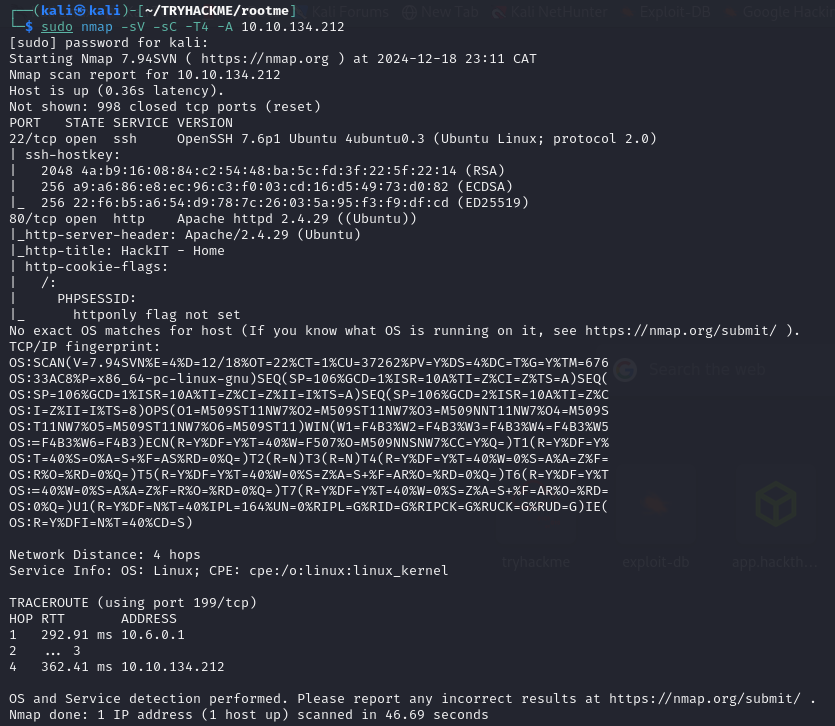 ┌──(kali㉿kali)-[~/TRYHACKME/rootme]
└─$ sudo nmap -sV -sC -T4 -A 10.10.134.212
[sudo] password for kali:
Starting Nmap 7.94SVN ( https://nmap.org ) at 2024-12-18 23:11 CAT
Nmap scan report for 10.10.134.212
Host is up (0.36s latency).
Not shown: 998 closed tcp ports (reset)
PORT   STATE SERVICE VERSION
22/tcp open  ssh     OpenSSH 7.6p1 Ubuntu 4ubuntu0.3 (Ubuntu Linux; protocol 2.0)
| ssh-hostkey:
|   2048 4a:b9:16:08:84:c2:54:48:ba:5c:fd:3f:22:5f:22:14 (RSA)
|   256 a9:a6:86:e8:ec:96:c3:f0:03:cd:16:d5:49:73:d0:82 (ECDSA)
|_  256 22:f6:b5:a6:54:d9:78:7c:26:03:5a:95:f3:f9:df:cd (ED25519)
80/tcp open  http    Apache httpd 2.4.29 ((Ubuntu))
|_http-server-header: Apache/2.4.29 (Ubuntu)
|_http-title: HackIT - Home
| http-cookie-flags:
|   /:
|     PHPSESSID:
|_      httponly flag not set
No exact OS matches for host (If you know what OS is running on it, see https://nmap.org/submit/ ).
TCP/IP fingerprint:
OS:SCAN(V=7.94SVN%E=4%D=12/18%OT=22%CT=1%CU=37262%PV=Y%DS=4%DC=T%G=Y%TM=676
OS:33AC8%P=x86_64-pc-linux-gnu)SEQ(SP=106%GCD=1%ISR=10A%TI=Z%CI=Z%TS=A)SEQ(
OS:SP=106%GCD=1%ISR=10A%TI=Z%CI=Z%II=I%TS=A)SEQ(SP=106%GCD=2%ISR=10A%TI=Z%C
OS:I=Z%II=I%TS=8)OPS(O1=M509ST11NW7%O2=M509ST11NW7%O3=M509NNT11NW7%O4=M509S
OS:T11NW7%O5=M509ST11NW7%O6=M509ST11)WIN(W1=F4B3%W2=F4B3%W3=F4B3%W4=F4B3%W5
OS:=F4B3%W6=F4B3)ECN(R=Y%DF=Y%T=40%W=F507%O=M509NNSNW7%CC=Y%Q=)T1(R=Y%DF=Y%
OS:T=40%S=O%A=S+%F=AS%RD=0%Q=)T2(R=N)T3(R=N)T4(R=Y%DF=Y%T=40%W=0%S=A%A=Z%F=
OS:R%O=%RD=0%Q=)T5(R=Y%DF=Y%T=40%W=0%S=Z%A=S+%F=AR%O=%RD=0%Q=)T6(R=Y%DF=Y%T
OS:=40%W=0%S=A%A=Z%F=R%O=%RD=0%Q=)T7(R=Y%DF=Y%T=40%W=0%S=Z%A=S+%F=AR%O=%RD=
OS:0%Q=)U1(R=Y%DF=N%T=40%IPL=164%UN=0%RIPL=G%RID=G%RIPCK=G%RUCK=G%RUD=G)IE(
OS:R=Y%DFI=N%T=40%CD=S)
Network Distance: 4 hops
Service Info: OS: Linux; CPE: cpe:/o:linux:linux_kernel
TRACEROUTE (using port 199/tcp)
HOP RTT       ADDRESS
1   292.91 ms 10.6.0.1
2   ... 3
4   362.41 ms 10.10.134.212
OS and Service detection performed. Please report any incorrect results at https://nmap.org/submit/ .
Nmap done: 1 IP address (1 host up) scanned in 46.69 seconds
Kali Forums New Tab Kali NetHunter Exploit-DB Google Hack
Search the web
tryhackme exploit-db app.hackth...